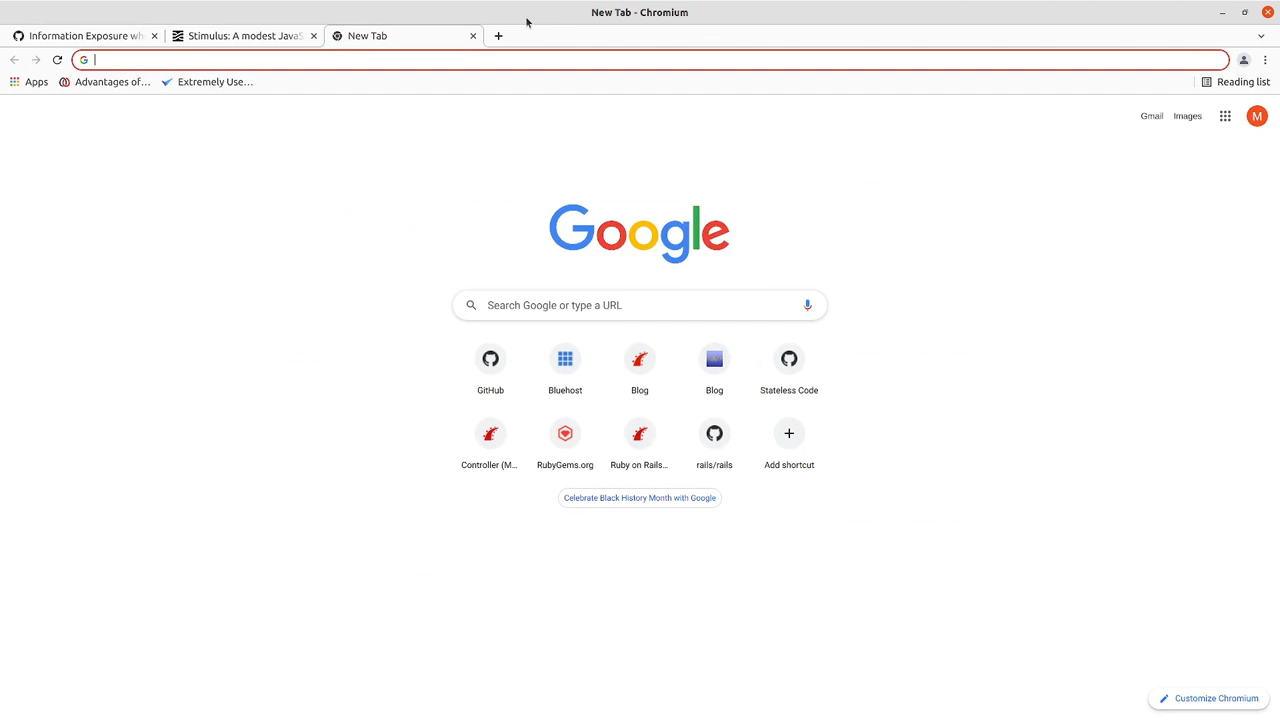 New Tab - Chromium
Information Exposure wh
Stimulus: A modest JavaS
New Tab
Apps
Advantages of…
Extremely Use…
Reading list
Gmail
Images
M
Google
Search Google or type a URL
GitHub
Bluehost
Blog
Blog
Stateless Code
Controller (M…
RubyGems.org
Ruby on Rails…
rails/rails
Add shortcut
Celebrate Black History Month with Google
Customize Chromium